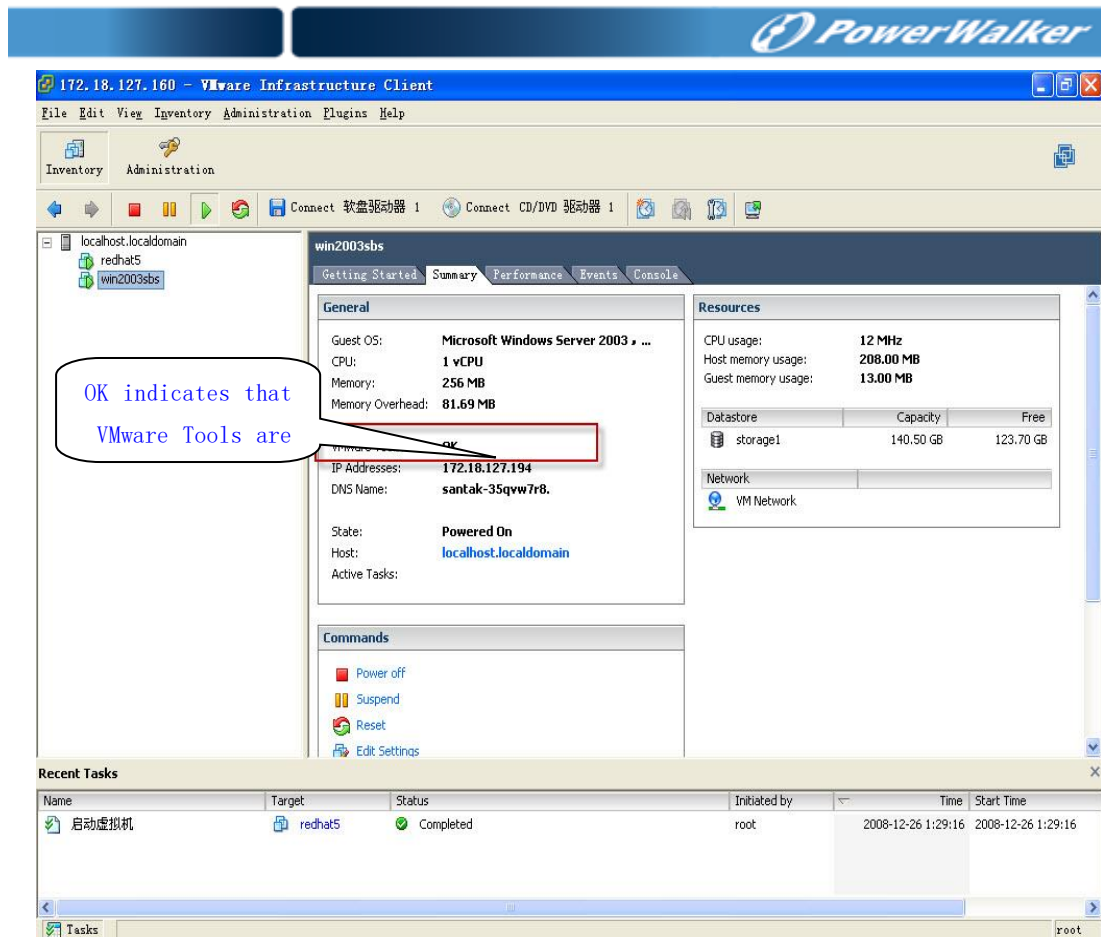 PowerWalker
172.18.127.160 - VMware Infrastructure Client
File Edit View Inventory Administration Plugins Help
Inventory Administration
Connect 软盘驱动器 1 Connect CD/DVD 驱动器 1
localhost.localdomain
redhat5
win2003sbs
win2003sbs
Getting Started Summary Performance Events Console
General
Guest OS: Microsoft Windows Server 2003, ...
CPU: 1 vCPU
Memory: 256 MB
Memory Overhead: 81.69 MB
OK
IP Addresses: 172.18.127.194
DNS Name: santak-35qvw7r8.
State: Powered On
Host: localhost.localdomain
Active Tasks:
OK indicates that
VMware Tools are
Commands
Power off
Suspend
Reset
Edit Settings
Resources
CPU usage: 12 MHz
Host memory usage: 208.00 MB
Guest memory usage: 13.00 MB
Datastore Capacity Free
storage1 140.50 GB 123.70 GB
Network
VM Network
Recent Tasks
Name Target Status Initiated by Time Start Time
启动虚拟机 redhat5 Completed root 2008-12-26 1:29:16 2008-12-26 1:29:16
Tasks root